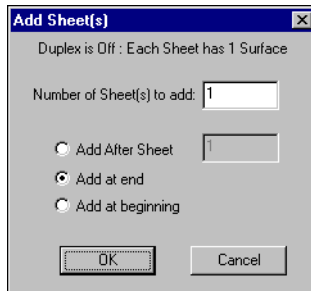 Add Sheet(s)
Duplex is Off : Each Sheet has 1 Surface
Number of Sheet(s) to add: 1
Add After Sheet 1
Add at end
Add at beginning
OK Cancel